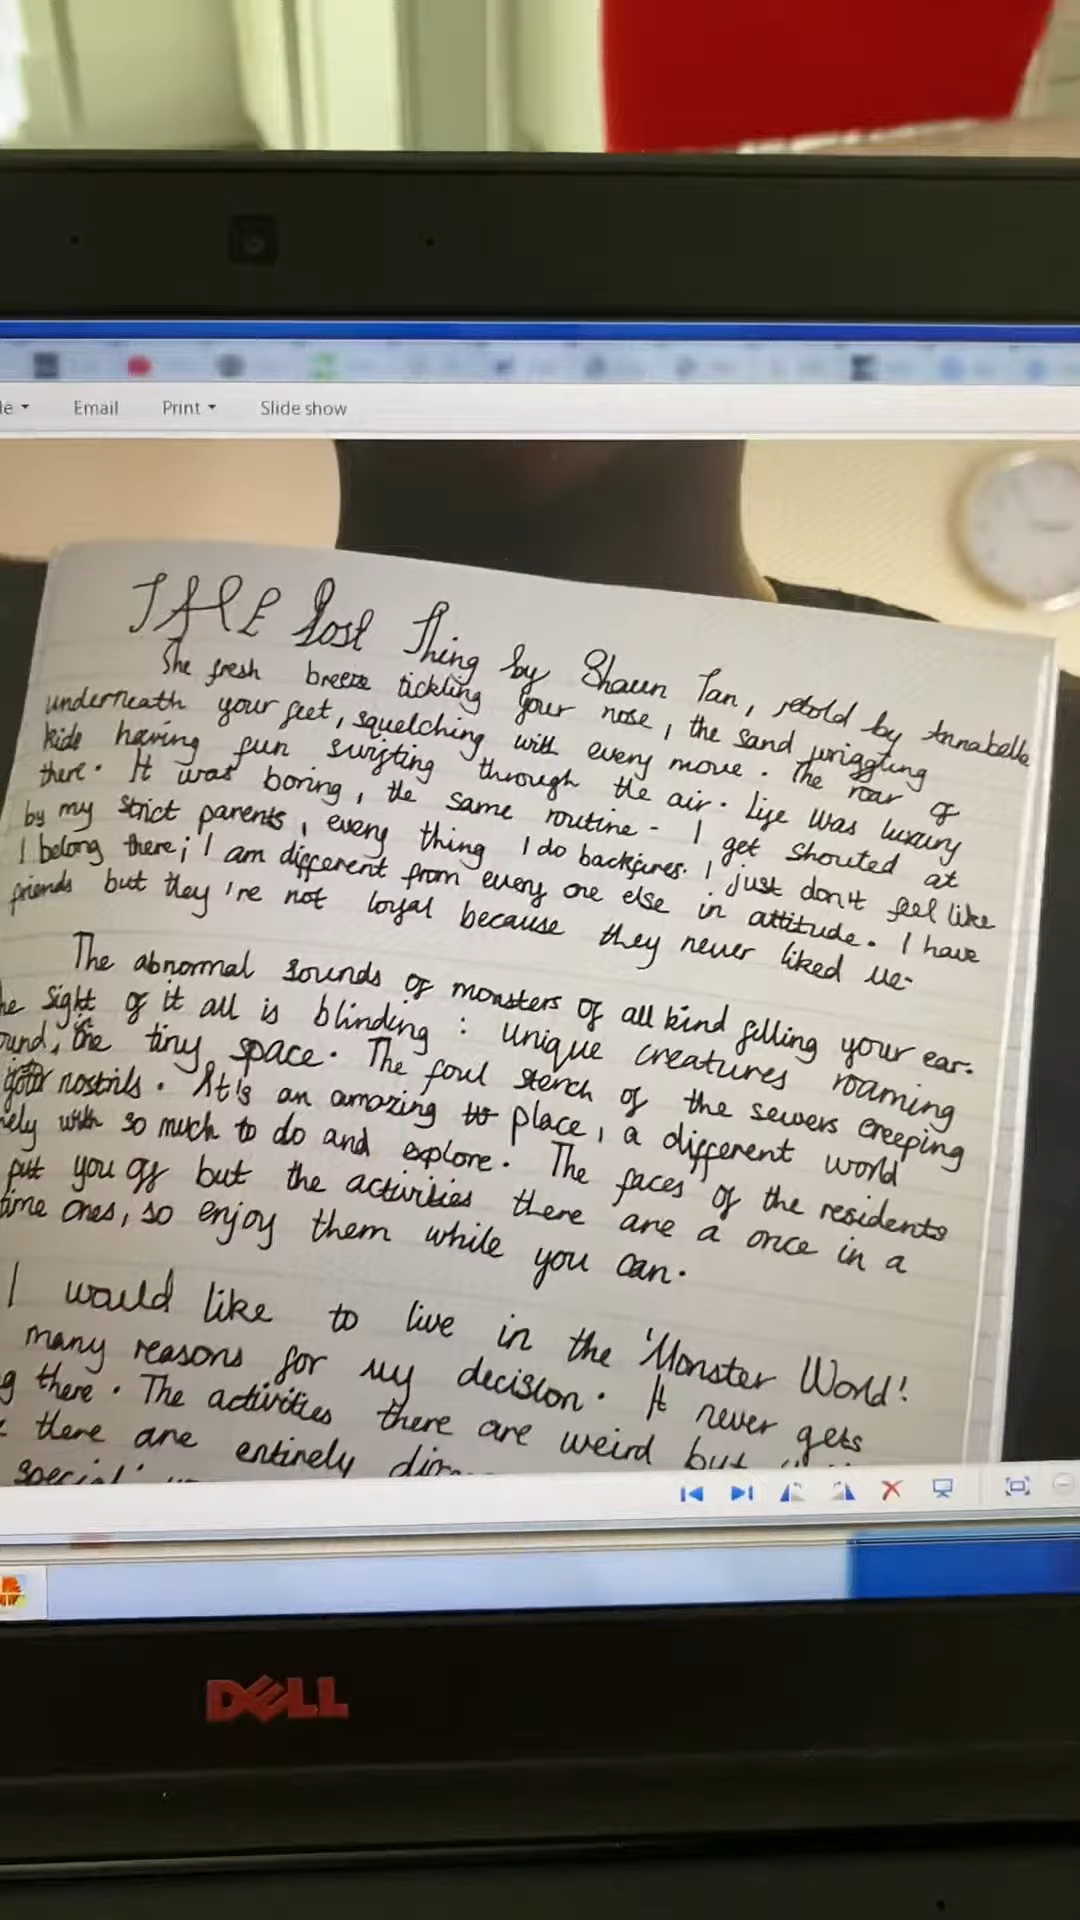 Email Print Slide show
THE Lost Thing by Shaun Tan, retold by Annabelle
The fresh breeze tickling your nose, the sand wriggling
underneath your feet, squelching with every move. The roar of
kids having fun swifting through the air. Life was luxury
there. It was boring, the same routine - I get shouted at
by my strict parents, every thing I do backfires. I just don't feel like
I belong there; I am different from every one else in attitude. I have
friends but they're not loyal because they never liked me.
The abnormal sounds of monsters of all kind filling your ear.
sight of it all is blinding: unique creatures roaming
the tiny space. The foul stench of the sewers creeping
your nostrils. It's an amazing place, a different world
with so much to do and explore. The faces of the residents
put you off but the activities there are a once in a
time ones, so enjoy them while you can.
I would like to live in the 'Monster World!
many reasons for my decision. It never gets
there. The activities there are weird but
there are entirely
DELL